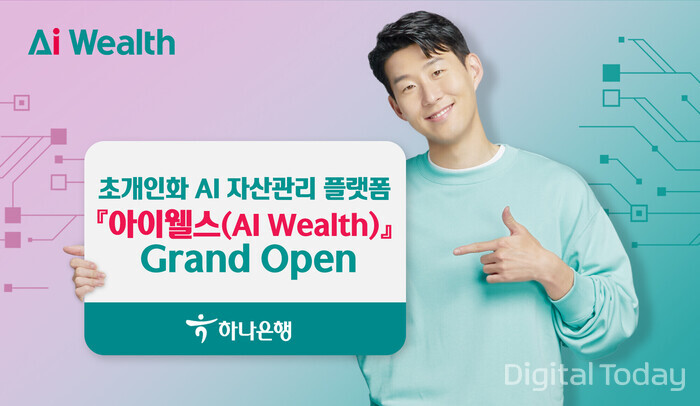 Ai Wealth
초개인화 AI 자산관리 플랫폼
『아이웰스(AI Wealth)』
Grand Open
하나은행
Digital Today